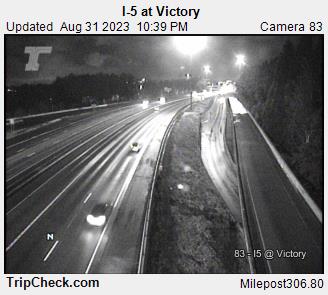 I-5 at Victory
Updated Aug 31 2023 10:39 PM Camera 83
T
N
83 - I5 @ Victory
TripCheck.com Milepost306.80